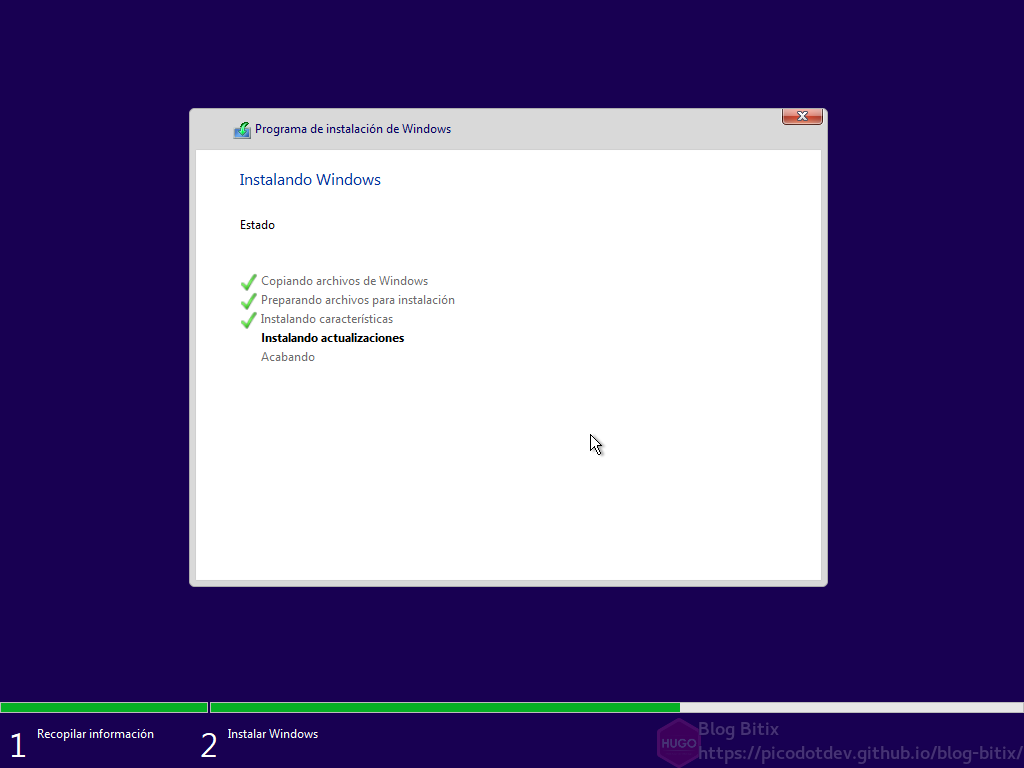 Programa de instalación de Windows
Instalando Windows
Estado
Copiando archivos de Windows
Preparando archivos para instalación
Instalando características
Instalando actualizaciones
Acabando
1 Recopilar información
2 Instalar Windows
HUGO
Blog Bitix
https://picodotdev.github.io/blog-bitix/